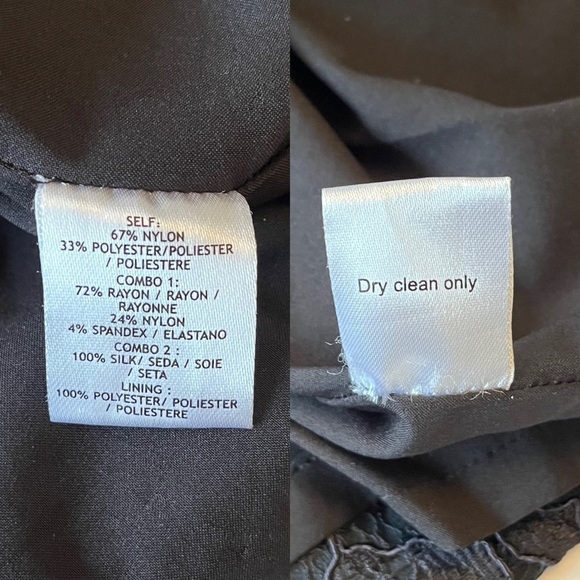 SELF:
67% NYLON
33% POLYESTER/POLIESTER
/ POLIESTERE
COMBO 1:
72% RAYON / RAYON /
RAYONNE
24% NYLON
4% SPANDEX / ELASTANO
COMBO 2 :
100% SILK/ SEDA / SOIE
/ SETA
LINING :
100% POLYESTER/ POLIESTER
/ POLIESTERE
Dry clean only